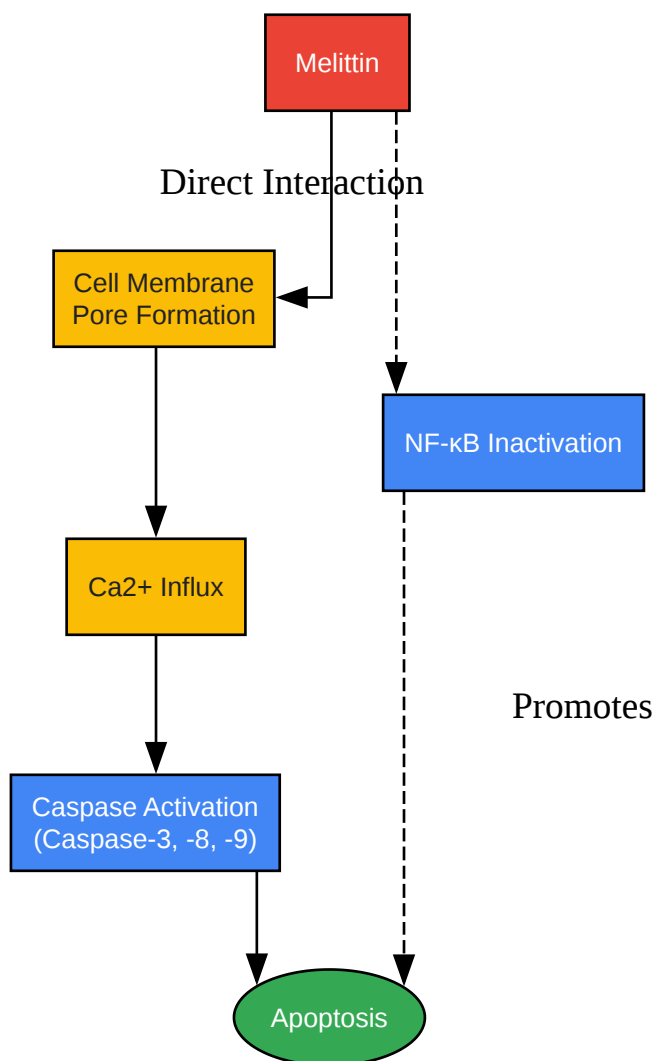 Melittin
Direct Interaction
Cell Membrane
Pore Formation
NF-κB Inactivation
Ca2+ Influx
Promotes
Caspase Activation
(Caspase-3, -8, -9)
Apoptosis